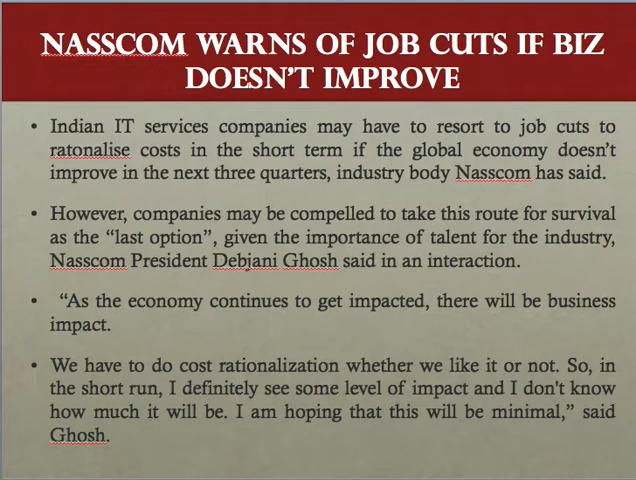 NASSCOM WARNS OF JOB CUTS IF BIZ
DOESN'T IMPROVE
• Indian IT services companies may have to resort to job cuts to
ratonalise costs in the short term if the global economy doesn't
improve in the next three quarters, industry body Nasscom has said.
• However, companies may be compelled to take this route for survival
as the “last option”, given the importance of talent for the industry,
Nasscom President Debjani Ghosh said in an interaction.
• “As the economy continues to get impacted, there will be business
impact.
• We have to do cost rationalization whether we like it or not. So, in
the short run, I definitely see some level of impact and I don't know
how much it will be. I am hoping that this will be minimal,” said
Ghosh.